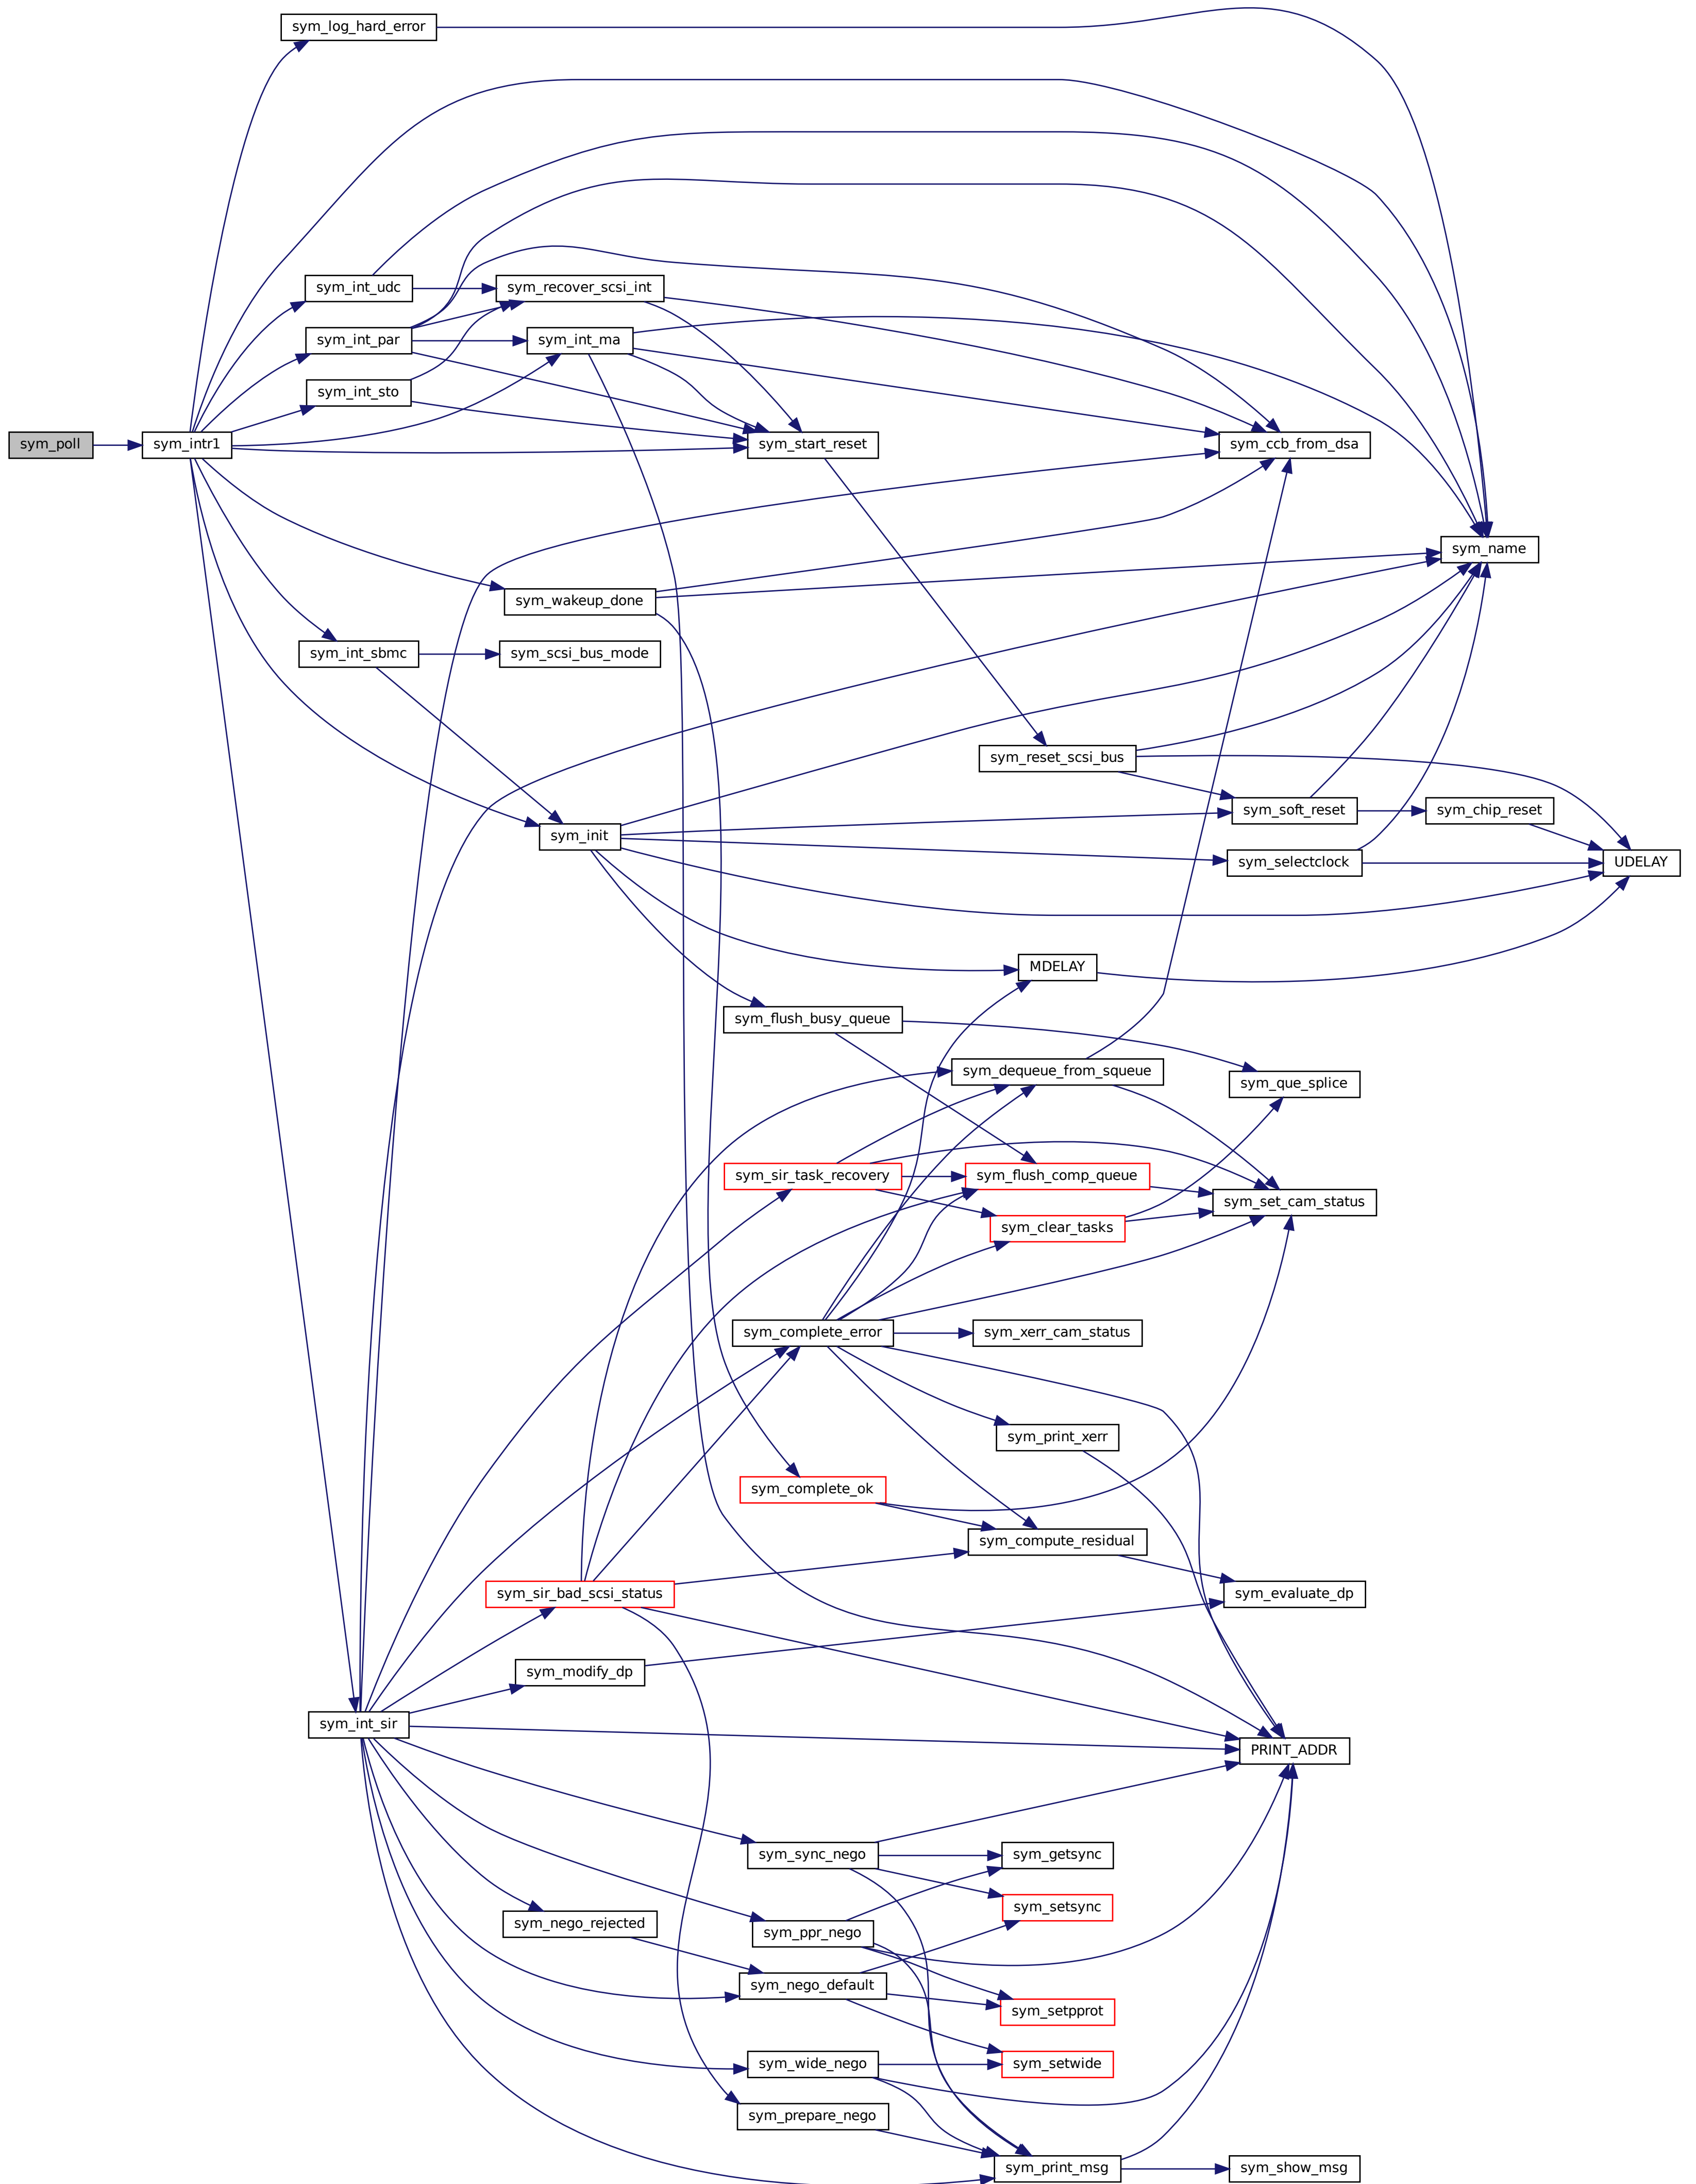 sym_log_hard_error
sym_int_udc
sym_recover_scsi_int
sym_int_par
sym_int_ma
sym_int_sto
sym_poll
sym_intr1
sym_start_reset
sym_ccb_from_dsa
sym_name
sym_wakeup_done
sym_int_sbmc
sym_scsi_bus_mode
sym_reset_scsi_bus
sym_soft_reset
sym_chip_reset
sym_init
sym_selectclock
UDELAY
MDELAY
sym_flush_busy_queue
sym_dequeue_from_squeue
sym_que_splice
sym_sir_task_recovery
sym_flush_comp_queue
sym_set_cam_status
sym_clear_tasks
sym_complete_error
sym_xerr_cam_status
sym_print_xerr
sym_complete_ok
sym_compute_residual
sym_sir_bad_scsi_status
sym_evaluate_dp
sym_modify_dp
sym_int_sir
PRINT_ADDR
sym_sync_nego
sym_getsync
sym_setsync
sym_nego_rejected
sym_ppr_nego
sym_nego_default
sym_setpprot
sym_wide_nego
sym_setwide
sym_prepare_nego
sym_print_msg
sym_show_msg